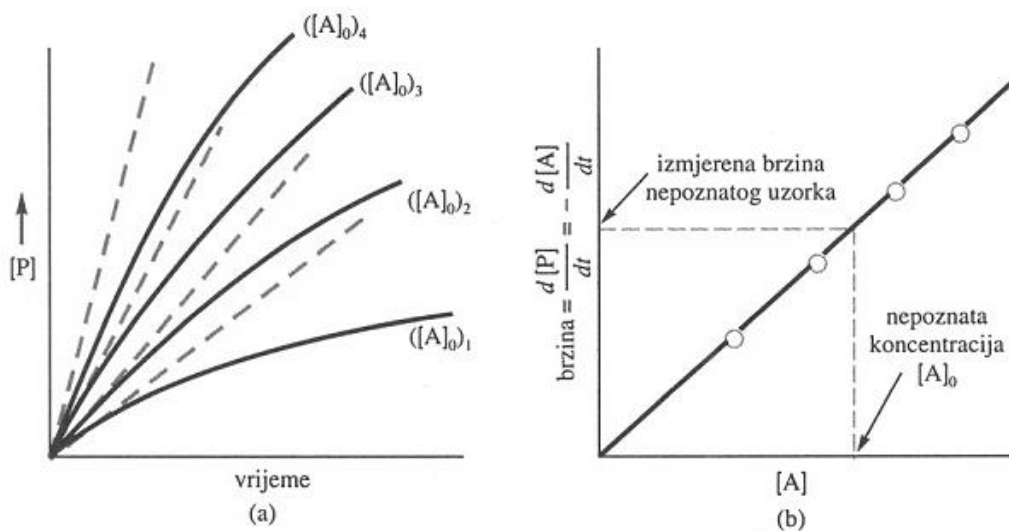 ([A]₀)₄
([A]₀)₃
([A]₀)₂
([A]₀)₁
[P]
vrijeme
(a)
brzina = d [P]/dt = - d [A]/dt
izmjerena brzina
nepoznatog uzorka
nepoznata
koncentracija
[A]₀
[A]
(b)